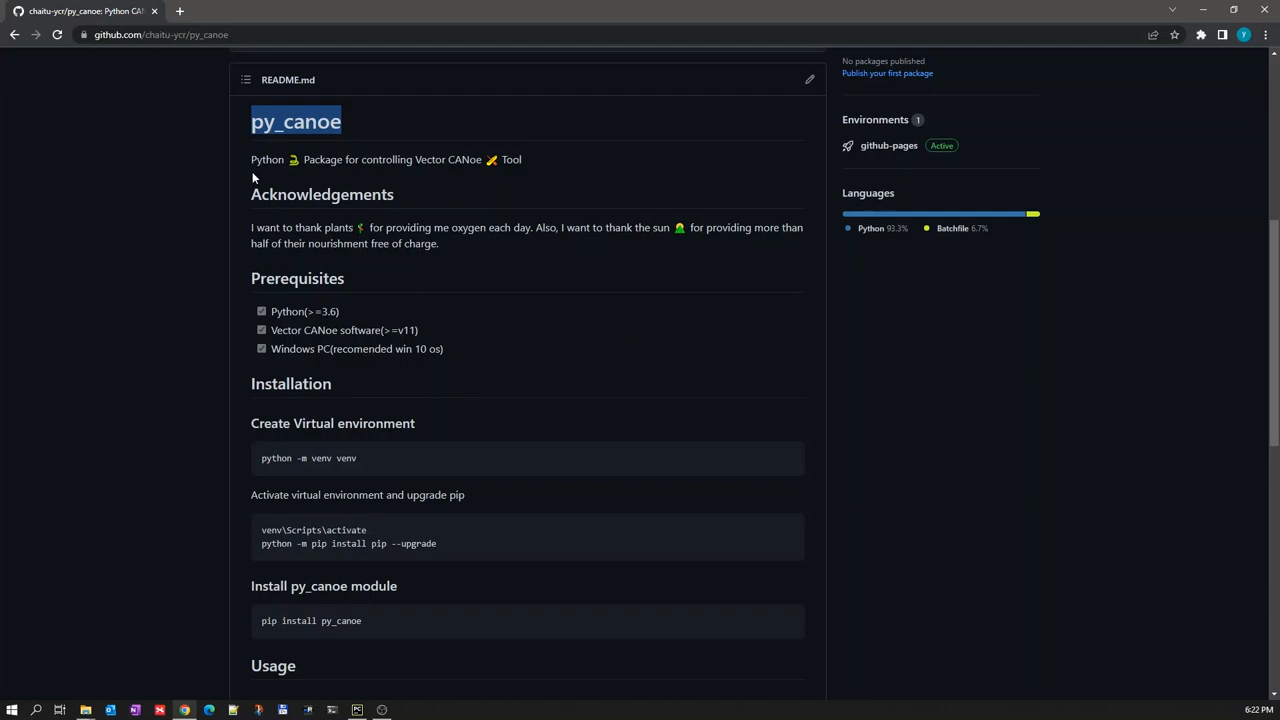 chaitu-ycr/py_canoe: Python CAN
github.com/chaitu-ycr/py_canoe
README.md
py_canoe
Python 🐍 Package for controlling Vector CANoe 🛶 Tool
Acknowledgements
I want to thank plants 🌵 for providing me oxygen each day. Also, I want to thank the sun 🌞 for providing more than
half of their nourishment free of charge.
Prerequisites
Python(>=3.6)
Vector CANoe software(>=v11)
Windows PC(recomended win 10 os)
Installation
Create Virtual environment
python -m venv venv
Activate virtual environment and upgrade pip
venv\Scripts\activate
python -m pip install pip --upgrade
Install py_canoe module
pip install py_canoe
Usage
No packages published
Publish your first package
Environments 1
github-pages Active
Languages
Python 93.3% Batchfile 6.7%
6:22 PM